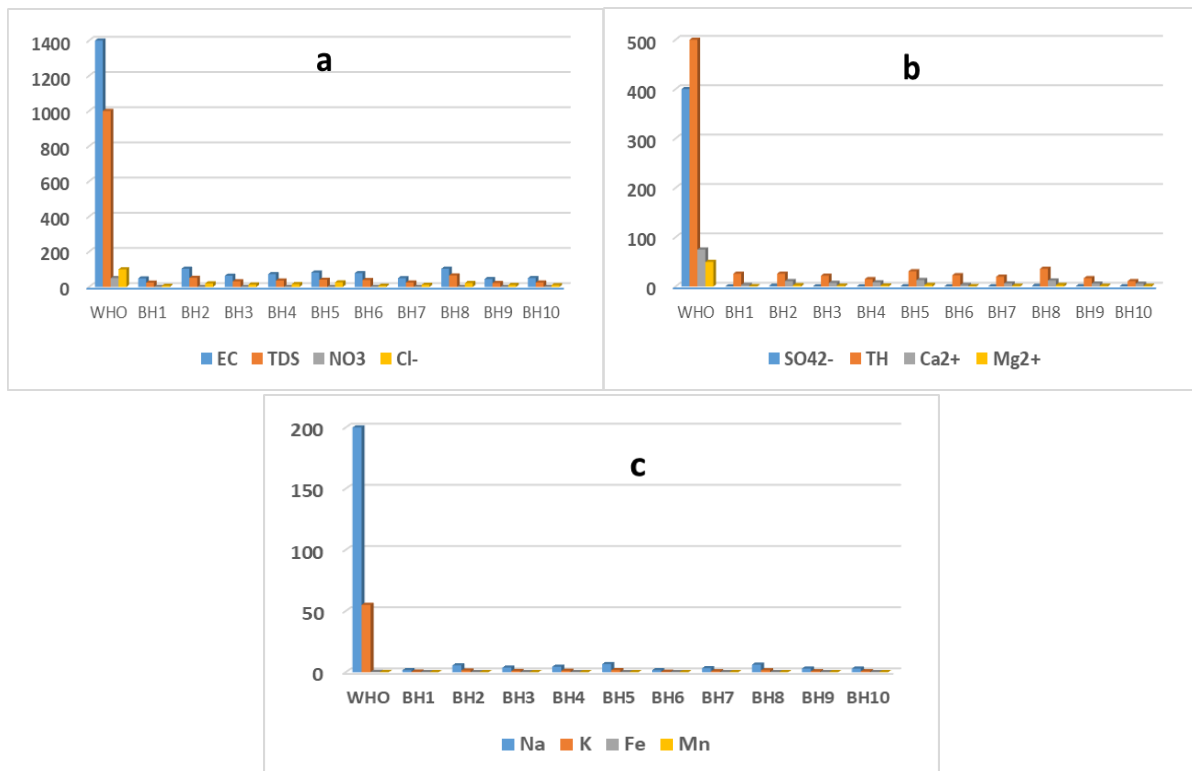 a
1400
1200
1000
800
600
400
200
0
WHO BH1 BH2 BH3 BH4 BH5 BH6 BH7 BH8 BH9 BH10
EC TDS NO3 Cl-
b
500
400
300
200
100
0
WHO BH1 BH2 BH3 BH4 BH5 BH6 BH7 BH8 BH9 BH10
SO42- TH Ca2+ Mg2+
c
200
150
100
50
0
WHO BH1 BH2 BH3 BH4 BH5 BH6 BH7 BH8 BH9 BH10
Na K Fe Mn